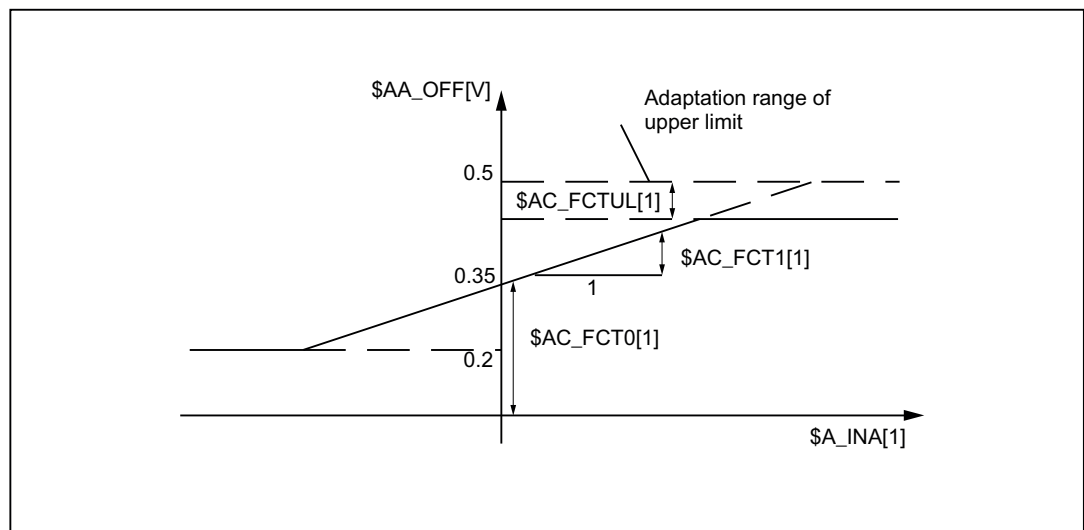 $AA_OFF[V]
Adaptation range of
upper limit
0.5
$AC_FCTUL[1]
$AC_FCT1[1]
0.35
1
$AC_FCT0[1]
0.2
$A_INA[1]